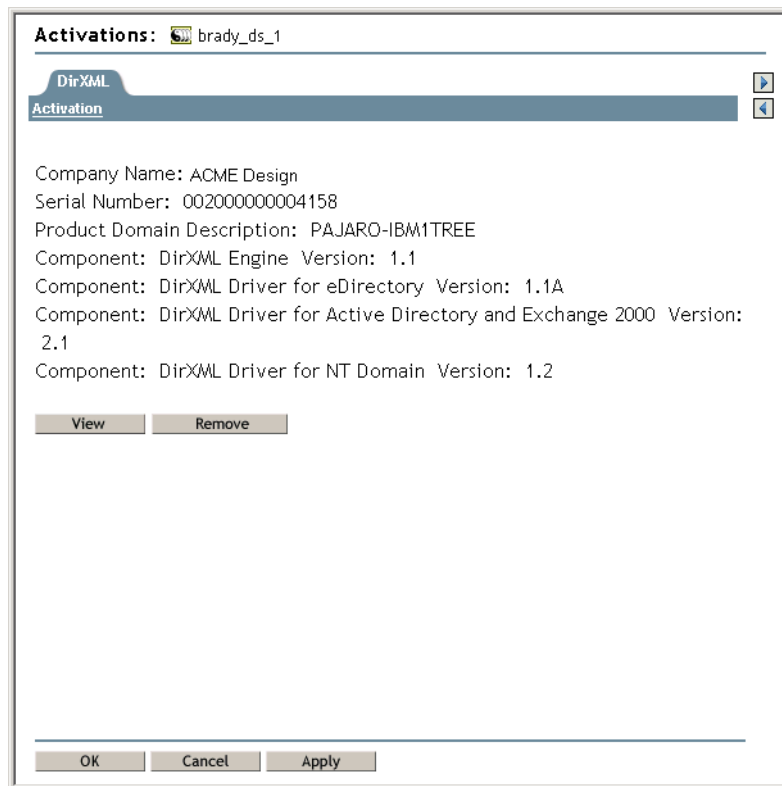 Activations: brady_ds_1
DirXML
Activation
Company Name: ACME Design
Serial Number: 002000000004158
Product Domain Description: PAJARO-IBM1TREE
Component: DirXML Engine Version: 1.1
Component: DirXML Driver for eDirectory Version: 1.1A
Component: DirXML Driver for Active Directory and Exchange 2000 Version:
2.1
Component: DirXML Driver for NT Domain Version: 1.2
View Remove
OK Cancel Apply